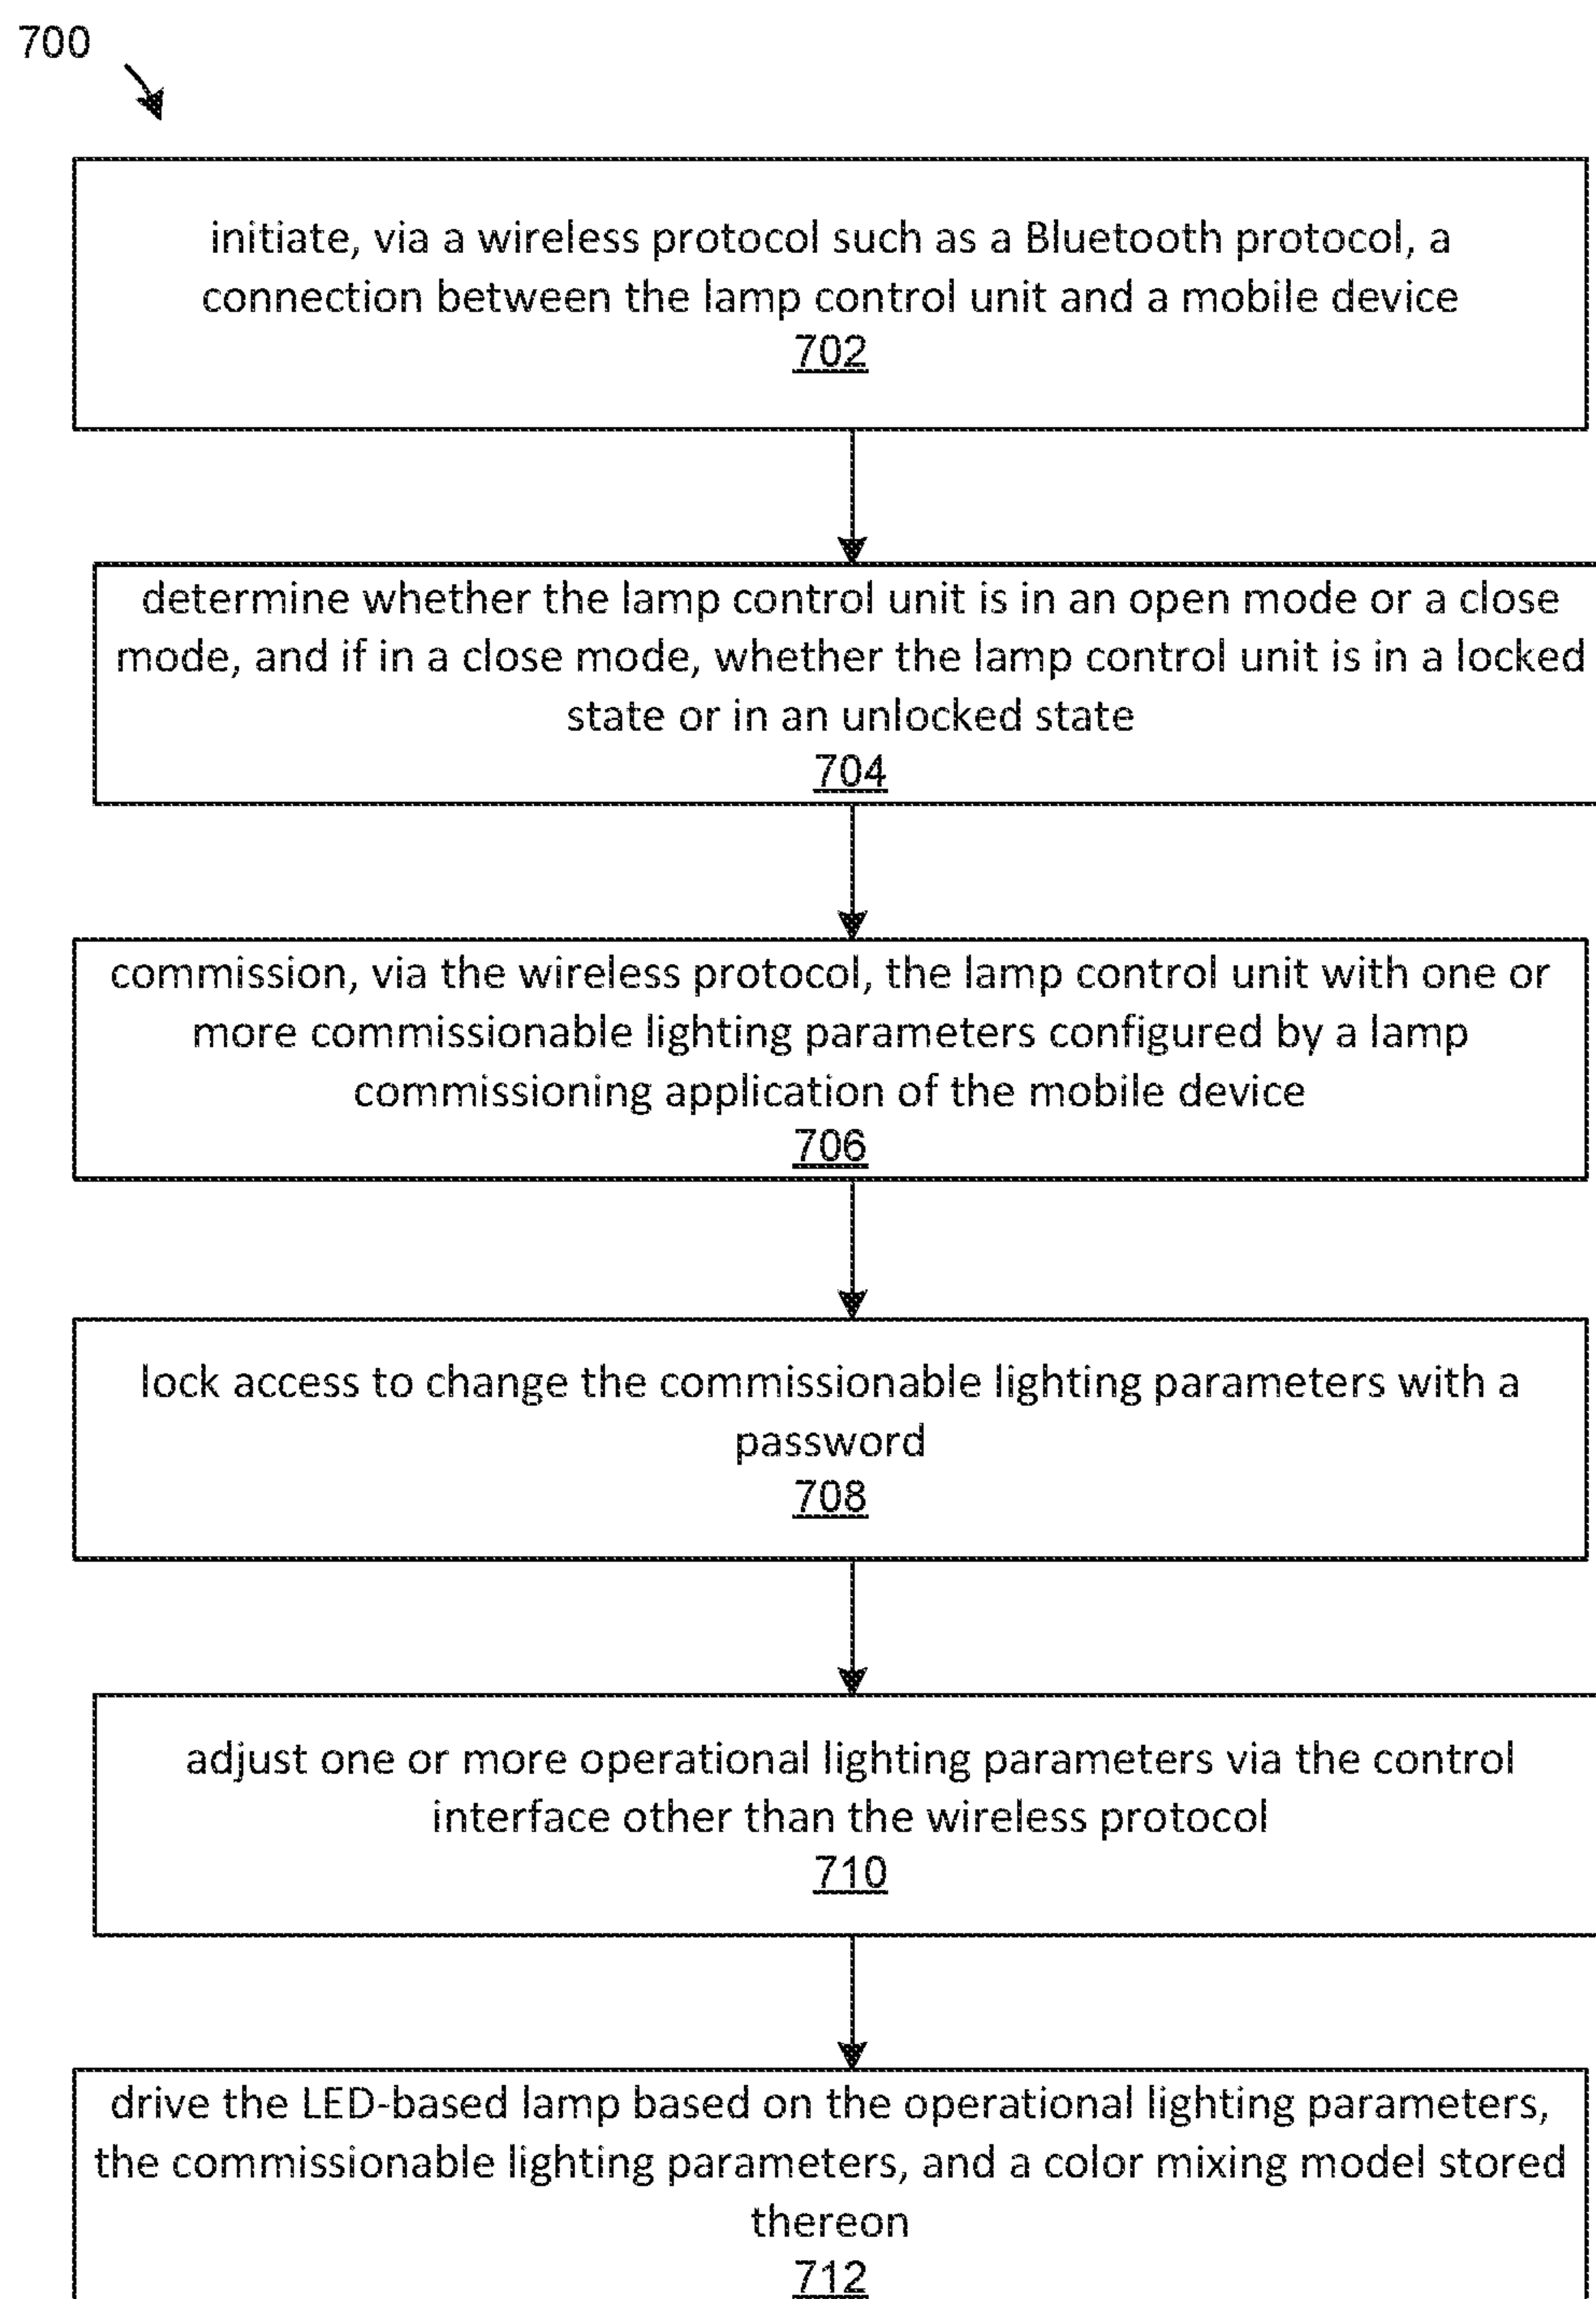 700
initiate, via a wireless protocol such as a Bluetooth protocol, a
connection between the lamp control unit and a mobile device
702
determine whether the lamp control unit is in an open mode or a close
mode, and if in a close mode, whether the lamp control unit is in a locked
state or in an unlocked state
704
commission, via the wireless protocol, the lamp control unit with one or
more commissionable lighting parameters configured by a lamp
commissioning application of the mobile device
706
lock access to change the commissionable lighting parameters with a
password
708
adjust one or more operational lighting parameters via the control
interface other than the wireless protocol
710
drive the LED-based lamp based on the operational lighting parameters,
the commissionable lighting parameters, and a color mixing model stored
thereon
712